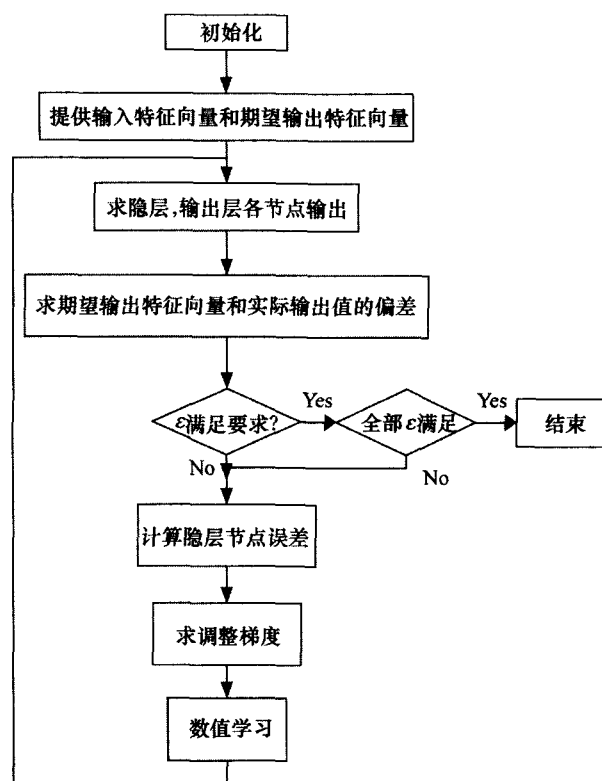 初始化
提供输入特征向量和期望输出特征向量
求隐层,输出层各节点输出
求期望输出特征向量和实际输出值的偏差
ε满足要求?
Yes
全部ε满足
Yes
结束
No
No
计算隐层节点误差
求调整梯度
数值学习